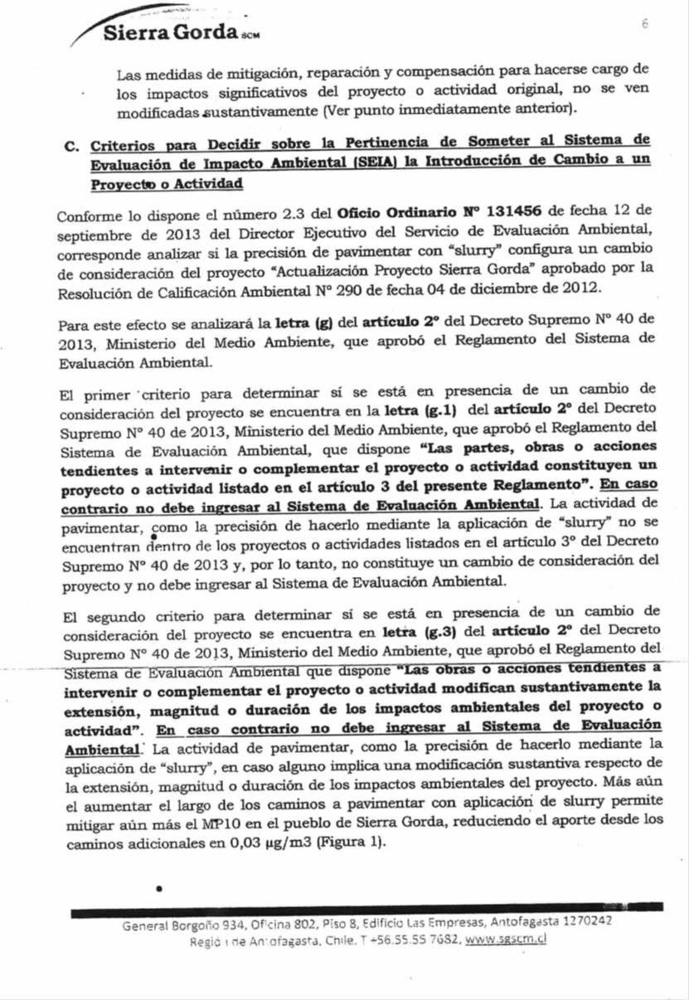 Sierra Gorda SCM
6
Las medidas de mitigación, reparación y compensación para hacerse cargo de
los impactos significativos del proyecto o actividad original, no se ven
modificadas sustantivamente (Ver punto inmediatamente anterior).
C. Criterios para Decidir sobre la Pertinencia de Someter al Sistema de
Evaluación de Impacto Ambiental (SEIA) la Introducción de Cambio a un
Proyecto o Actividad
Conforme lo dispone el número 2.3 del Oficio Ordinario Nº 131456 de fecha 12 de
septiembre de 2013 del Director Ejecutivo del Servicio de Evaluación Ambiental,
corresponde analizar si la precisión de pavimentar con “slurry” configura un cambio
de consideración del proyecto “Actualización Proyecto Sierra Gorda” aprobado por la
Resolución de Calificación Ambiental Nº 290 de fecha 04 de diciembre de 2012.
Para este efecto se analizará la letra (g) del artículo 2º del Decreto Supremo Nº 40 de
2013, Ministerio del Medio Ambiente, que aprobó el Reglamento del Sistema de
Evaluación Ambiental.
El primer criterio para determinar sí se está en presencia de un cambio de
consideración del proyecto se encuentra en la letra (g.1) del artículo 2º del Decreto
Supremo Nº 40 de 2013, Ministerio del Medio Ambiente, que aprobó el Reglamento del
Sistema de Evaluación Ambiental, que dispone “Las partes, obras o acciones
tendientes a intervenir o complementar el proyecto o actividad constituyen un
proyecto o actividad listado en el artículo 3 del presente Reglamento”. En caso
contrario no debe ingresar al Sistema de Evaluación Ambiental. La actividad de
pavimentar, como la precisión de hacerlo mediante la aplicación de “slurry” no se
encuentran dentro de los proyectos o actividades listados en el artículo 3º del Decreto
Supremo Nº 40 de 2013 y, por lo tanto, no constituye un cambio de consideración del
proyecto y no debe ingresar al Sistema de Evaluación Ambiental.
El segundo criterio para determinar sí se está en presencia de un cambio de
consideración del proyecto se encuentra en letra (g.3) del artículo 2º del Decreto
Supremo Nº 40 de 2013, Ministerio del Medio Ambiente, que aprobó el Reglamento del
Sistema de Evaluación Ambiental que dispone “Las obras o acciones tendientes a
intervenir o complementar el proyecto o actividad modifican sustantivamente la
extensión, magnitud o duración de los impactos ambientales del proyecto o
actividad”. En caso contrario no debe ingresar al Sistema de Evaluación
Ambiental. La actividad de pavimentar, como la precisión de hacerlo mediante la
aplicación de “slurry”, en caso alguno implica una modificación sustantiva respecto de
la extensión, magnitud o duración de los impactos ambientales del proyecto. Más aún
el aumentar el largo de los caminos a pavimentar con aplicación de slurry permite
mitigar aún más el MP10 en el pueblo de Sierra Gorda, reduciendo el aporte desde los
caminos adicionales en 0,03 µg/m3 (Figura 1).
General Borgoño 934, Oficina 802, Piso 8, Edificio Las Empresas, Antofagasta 1270242
Región de Antofagasta, Chile. T +56.55.55 7682, www.sgscm.cl